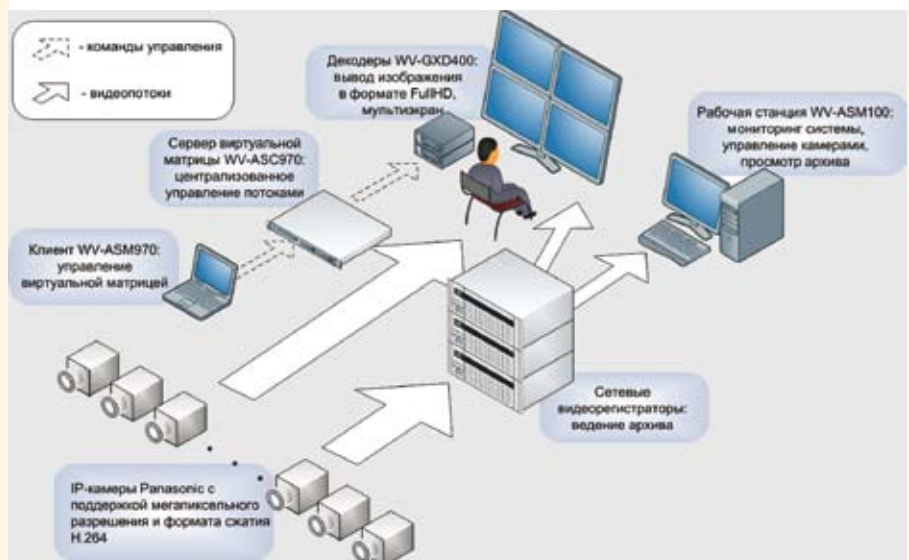 - команды управления
- видеопотоки
Декодеры WV-GXD400:
вывод изображения
в формате FullHD,
мультиэкран
Рабочая станция WV-ASM100:
мониторинг системы,
управление камерами,
просмотр архива
Сервер виртуальной
матрицы WV-ASC970:
централизованное
управление потоками
Клиент WV-ASM970:
управление
виртуальной матрицей
Сетевые
видеорегистраторы:
ведение архива
IP-камеры Panasonic с
поддержкой мегапиксельного
разрешения и формата сжатия
H.264